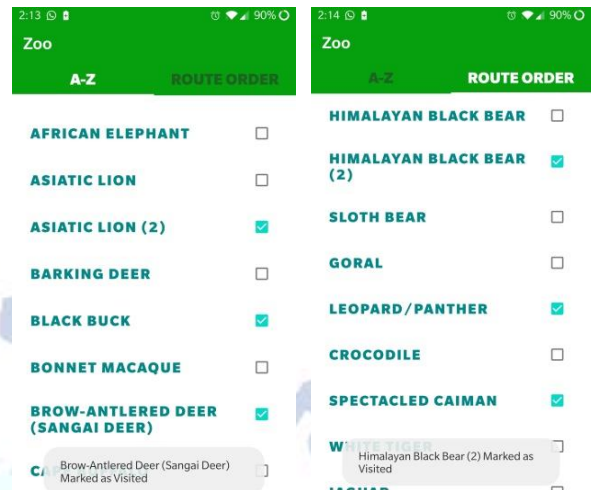 2:13
90%
Zoo
A-Z
ROUTE ORDER
AFRICAN ELEPHANT
ASIATIC LION
ASIATIC LION (2)
BARKING DEER
BLACK BUCK
BONNET MACAQUE
BROW-ANTLERED DEER
(SANGAI DEER)
Brow-Antlered Deer (Sangai Deer)
Marked as Visited
2:14
90%
Zoo
A-Z
ROUTE ORDER
HIMALAYAN BLACK BEAR
HIMALAYAN BLACK BEAR
(2)
SLOTH BEAR
GORAL
LEOPARD/PANTHER
CROCODILE
SPECTACLED CAIMAN
WHITE TIGER
Himalayan Black Bear (2) Marked as
Visited
JAGUAR